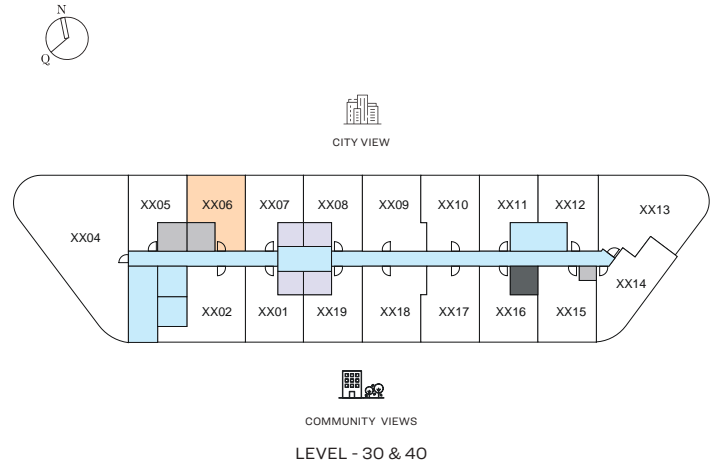 N
Q
CITY VIEW
XX05 XX06 XX07 XX08 XX09 XX10 XX11 XX12 XX13
XX04
XX14
XX02 XX01 XX19 XX18 XX17 XX16 XX15
COMMUNITY VIEWS
LEVEL - 30 & 40